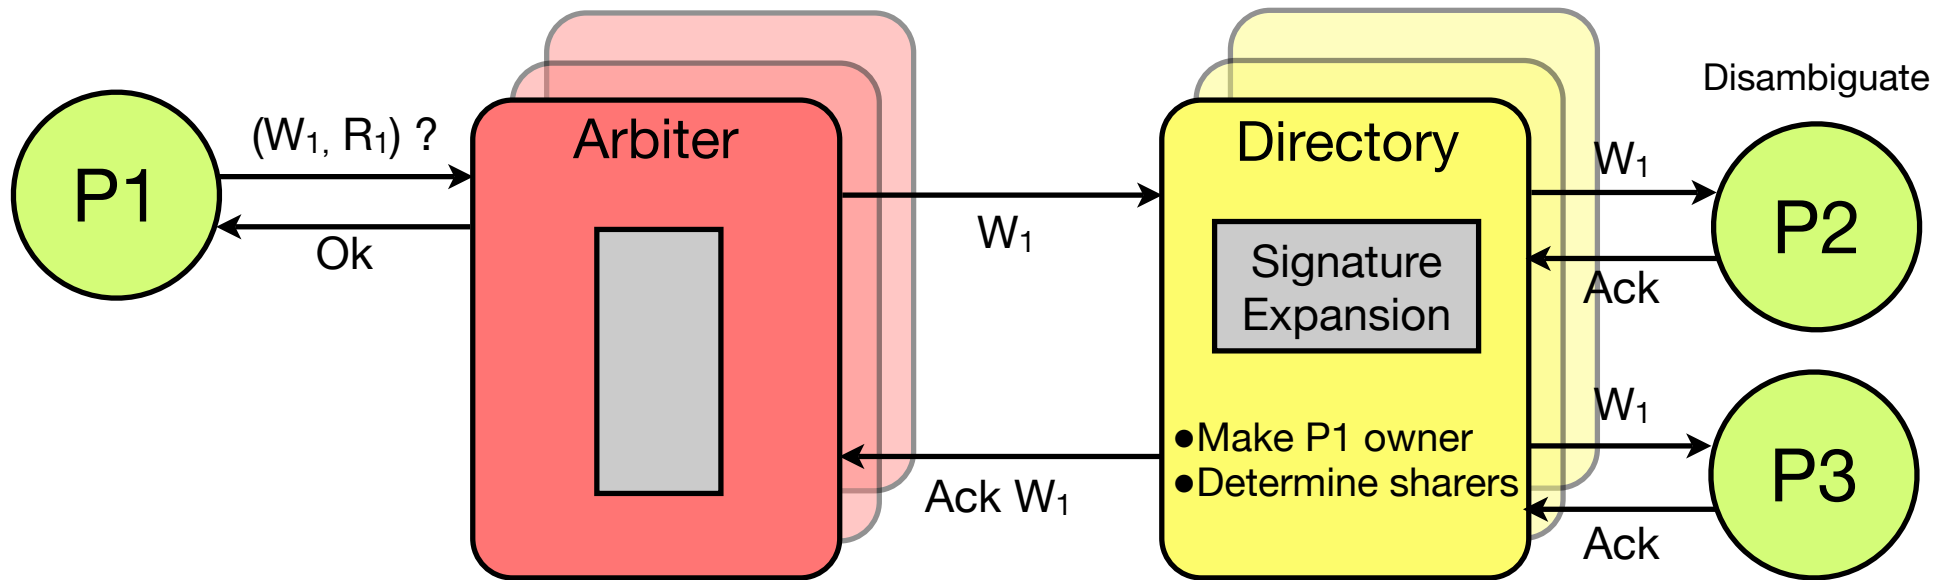 P1
(W₁, R₁) ?
Ok
Arbiter
W₁
Ack W₁
Directory
Signature
Expansion
●Make P1 owner
●Determine sharers
Disambiguate
W₁
P2
Ack
W₁
P3
Ack